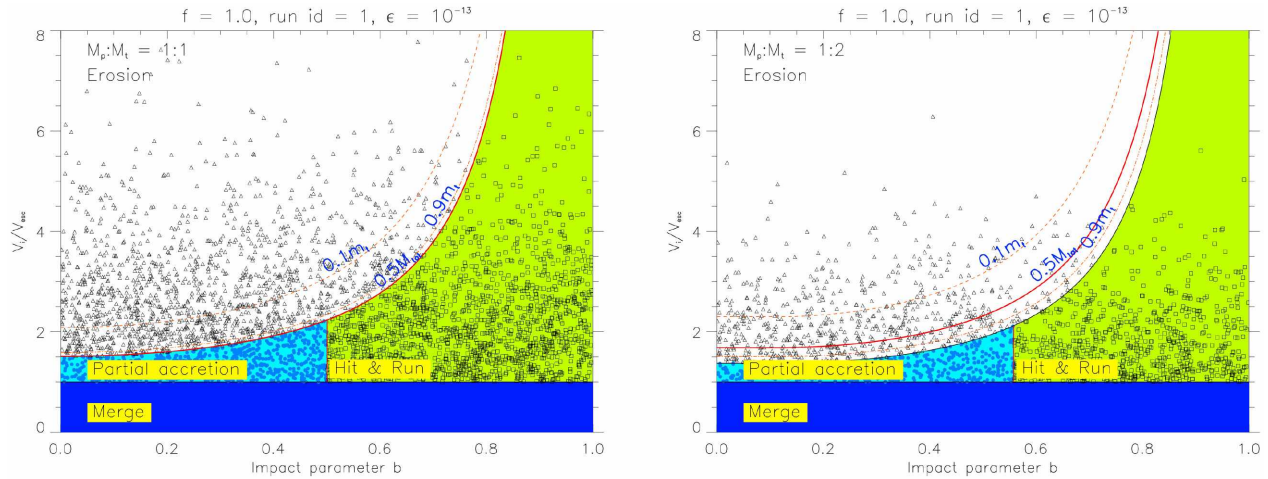 f = 1.0, run id = 1, ϵ = 10⁻¹³
8
6
4
2
0
Vᵢ/Vₑₛ꜀
Mₚ:Mₜ = 1:1
Erosion
0.1mₜ
0.5Mₜₒₜ
0.9mₜ
Partial accretion
Hit & Run
Merge
0.0 0.2 0.4 0.6 0.8 1.0
Impact parameter b
f = 1.0, run id = 1, ϵ = 10⁻¹³
8
6
4
2
0
Vᵢ/Vₑₛ꜀
Mₚ:Mₜ = 1:2
Erosion
0.1mₜ
0.5Mₜₒₜ
0.9mₜ
Partial accretion
Hit & Run
Merge
0.0 0.2 0.4 0.6 0.8 1.0
Impact parameter b